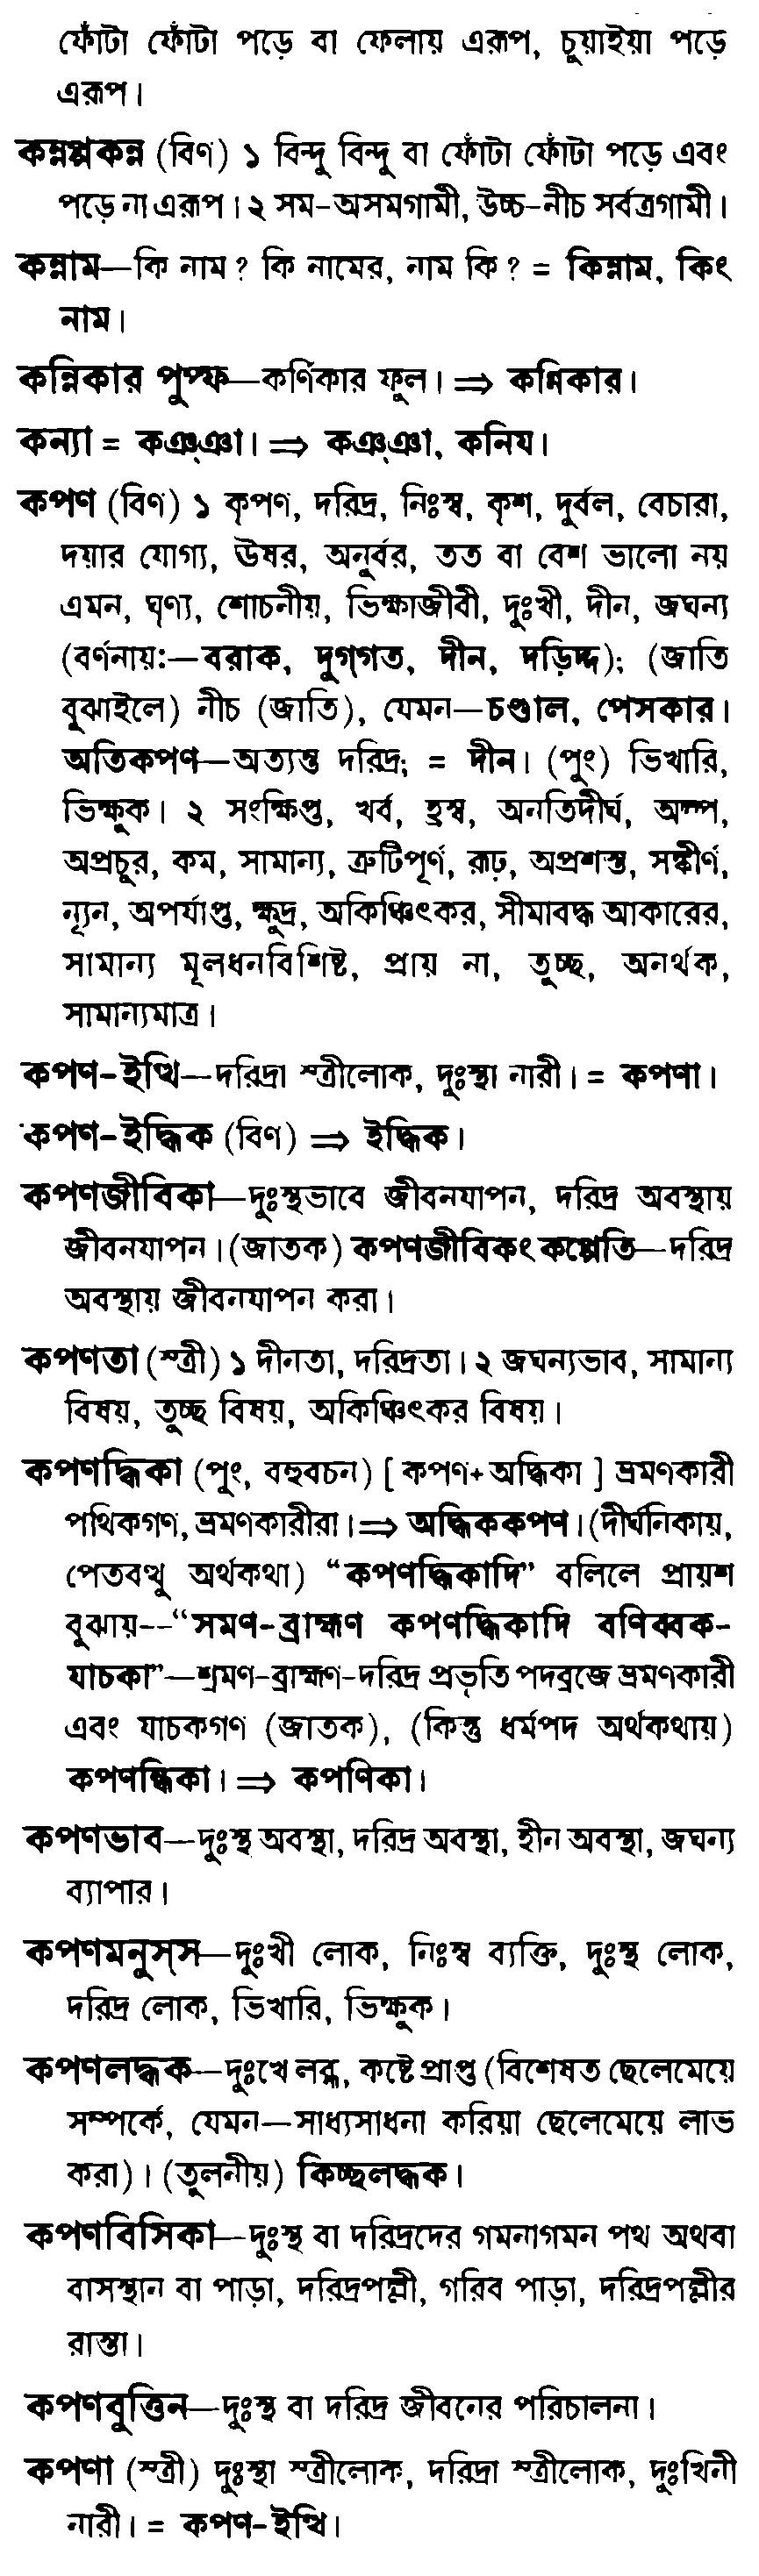 ফোঁটা ফোঁটা পড়ে বা ফেলায় এরূপ, চুয়াইয়া পড়ে
এরূপ।
কন্নপ্পকন্ন (বিণ) ১ বিন্দু বিন্দু বা ফোঁটা ফোঁটা পড়ে এবং
পড়ে না এরূপ। ২ সম-অসমগামী, উচ্চ-নীচ সর্বত্রগামী।
কন্নাম—কি নাম? কি নামের, নাম কি? = কিন্নাম, কিং
নাম।
কন্নিকার পুপ্ফ—কর্ণিকার ফুল। ⇒ কণ্নিকার।
কন্যা = কঞ্ঞা। ⇒ কঞ্ঞা, কনিয।
কপণ (বিণ) ১ কৃপণ, দরিদ্র, নিঃস্ব, কৃশ, দুর্বল, বেচারা,
দয়ার যোগ্য, ঊষর, অনুর্বর, তত বা বেশ ভালো নয়
এমন, ঘৃণ্য, শোচনীয়, ভিক্ষাজীবী, দুঃখী, দীন, জঘন্য
(বর্ণনায়ঃ—বরাক, দুগ্গত, দীন, দড়িদ্দ); (জাতি
বুঝাইলে) নীচ (জাতি), যেমন—চণ্ডাল, পেসকার।
অতিকপণ—অত্যন্ত দরিদ্র; = দীন। (পুং) ভিখারি,
ভিক্ষুক। ২ সংক্ষিপ্ত, খর্ব, হ্রস্ব, অনতিদীর্ঘ, অল্প,
অপ্রচুর, কম, সামান্য, ত্রুটিপূর্ণ, রূঢ়, অপ্রশস্ত, সঙ্কীর্ণ,
ন্যূন, অপর্যাপ্ত, ক্ষুদ্র, অকিঞ্চিৎকর, সীমাবদ্ধ আকারের,
সামান্য মূলধনবিশিষ্ট, প্রায় না, তুচ্ছ, অনর্থক,
সামান্যমাত্র।
কপণ-ইত্থি—দরিদ্রা স্ত্রীলোক, দুঃস্থা নারী। = কপণা।
কপণ-ইদ্ধিক (বিণ) ⇒ ইদ্ধিক।
কপণজীবিকা—দুঃস্থভাবে জীবনযাপন, দরিদ্র অবস্থায়
জীবনযাপন। (জাতক) কপণজীবিকং কপ্পেতি—দরিদ্র
অবস্থায় জীবনযাপন করা।
কপণতা (স্ত্রী) ১ দীনতা, দরিদ্রতা। ২ জঘন্যভাব, সামান্য
বিষয়, তুচ্ছ বিষয়, অকিঞ্চিৎকর বিষয়।
কপণদ্ধিকা (পুং, বহুবচন) [ কপণ+ অদ্ধিকা ] ভ্রমণকারী
পথিকগণ, ভ্রমণকারীরা। ⇒ অদ্ধিককপণ। (দীর্ঘনিকায়,
পেতবত্থু অর্থকথা) “কপণদ্ধিকাদি” বলিলে প্রায়শ
বুঝায়--“সমণ-ব্রাহ্মণ কপণদ্ধিকাদি বণিব্বক-
যাচকা”—শ্রমণ-ব্রাহ্মণ-দরিদ্র প্রভৃতি পদব্রজে ভ্রমণকারী
এবং যাচকগণ (জাতক), (কিন্তু ধর্মপদ অর্থকথায়)
কপণন্ধিকা। ⇒ কপণিকা।
কপণভাব—দুঃস্থ অবস্থা, দরিদ্র অবস্থা, হীন অবস্থা, জঘন্য
ব্যাপার।
কপণমনুস্স—দুঃখী লোক, নিঃস্ব ব্যক্তি, দুঃস্থ লোক,
দরিদ্র লোক, ভিখারি, ভিক্ষুক।
কপণলদ্ধক—দুঃখে লব্ধ, কষ্টে প্রাপ্ত (বিশেষত ছেলেমেয়ে
সম্পর্কে, যেমন—সাধ্যসাধনা করিয়া ছেলেমেয়ে লাভ
করা)। (তুলনীয়) কিচ্ছলদ্ধক।
কপণবিসিকা—দুঃস্থ বা দরিদ্রদের গমনাগমন পথ অথবা
বাসস্থান বা পাড়া, দরিদ্রপল্লী, গরিব পাড়া, দরিদ্রপল্লীর
রাস্তা।
কপণবুত্তিন—দুঃস্থ বা দরিদ্র জীবনের পরিচালনা।
কপণা (স্ত্রী) দুঃস্থা স্ত্রীলোক, দরিদ্রা স্ত্রীলোক, দুঃখিনী
নারী। = কপণ-ইত্থি।